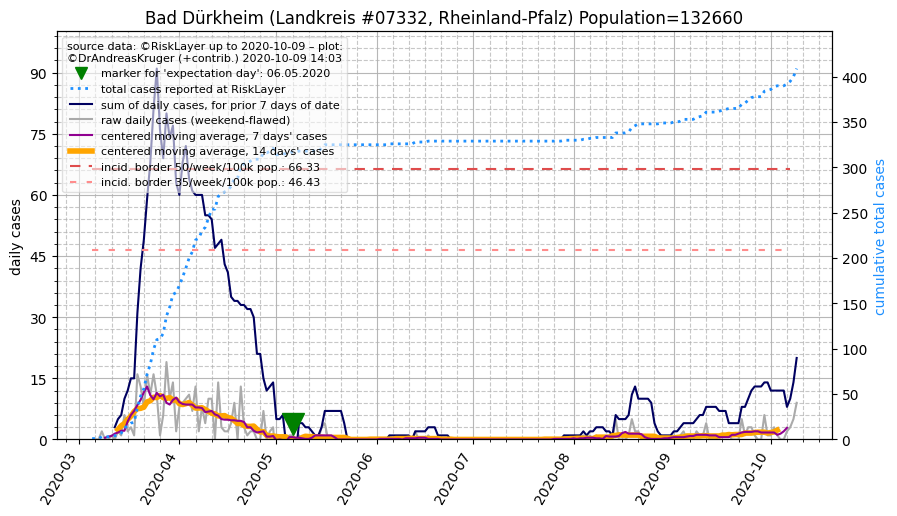 Bad Dürkheim (Landkreis #07332, Rheinland-Pfalz) Population=132660
source data: ©RiskLayer up to 2020-10-09 – plot:
©DrAndreasKruger (+contrib.) 2020-10-09 14:03
marker for 'expectation day': 06.05.2020
total cases reported at RiskLayer
sum of daily cases, for prior 7 days of date
raw daily cases (weekend-flawed)
centered moving average, 7 days' cases
centered moving average, 14 days' cases
incid. border 50/week/100k pop.: 66.33
incid. border 35/week/100k pop.: 46.43
daily cases
90
75
60
45
30
15
0
cumulative total cases
400
350
300
250
200
150
100
50
0
2020-03
2020-04
2020-05
2020-06
2020-07
2020-08
2020-09
2020-10